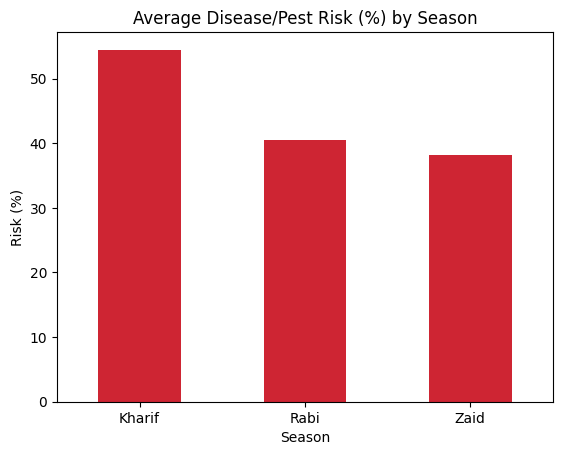 Average Disease/Pest Risk (%) by Season
Risk (%)
50
40
30
20
10
0
Kharif Rabi Zaid
Season